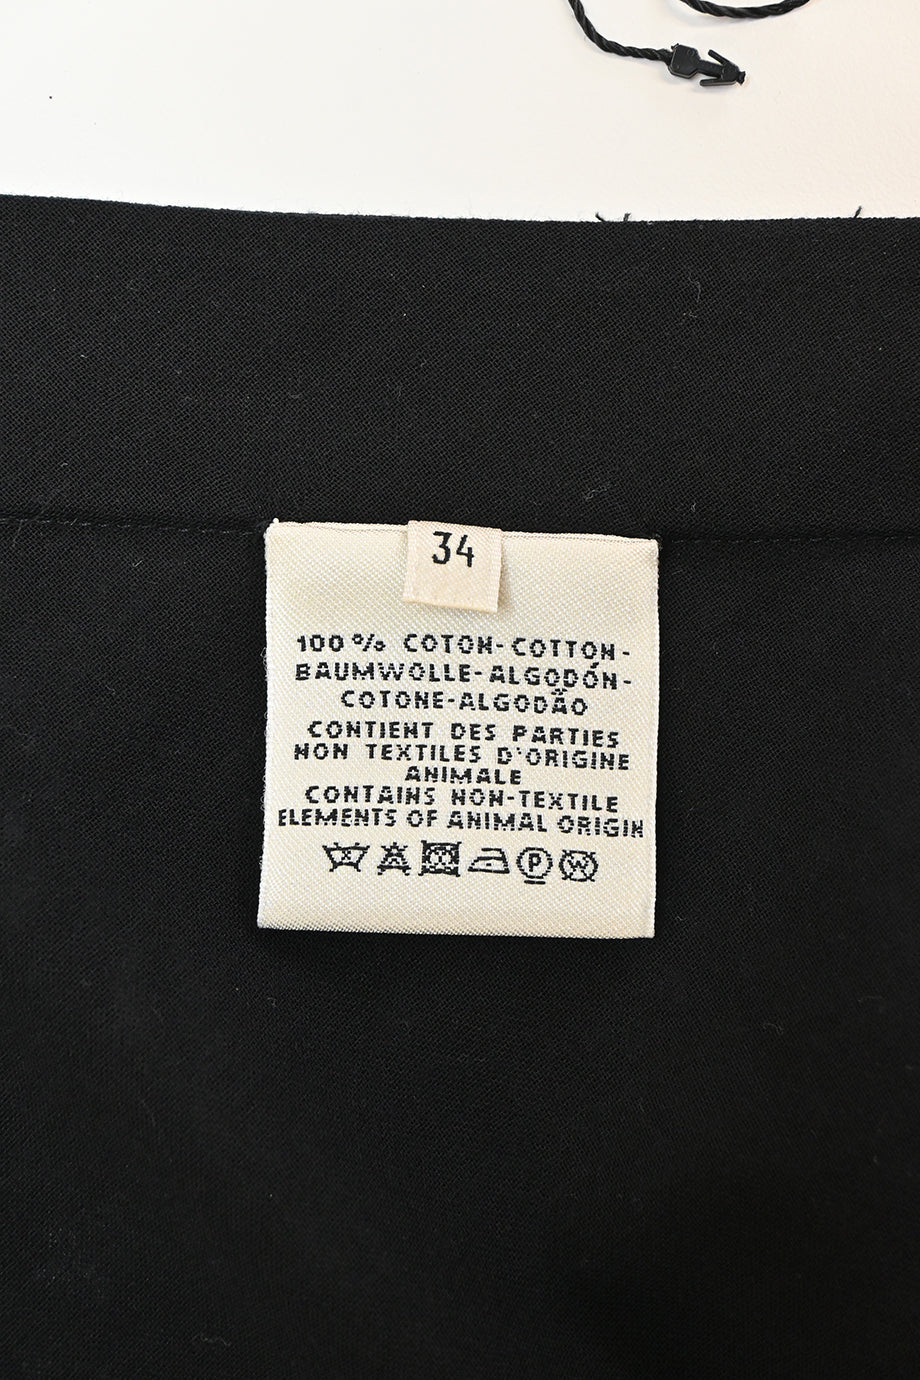 34
100% COTON-COTTON-
BAUMWOLLE-ALGODÓN-
COTONE-ALGODÃO
CONTIENT DES PARTIES
NON TEXTILES D'ORIGINE
ANIMALE
CONTAINS NON-TEXTILE
ELEMENTS OF ANIMAL ORIGIN
P W